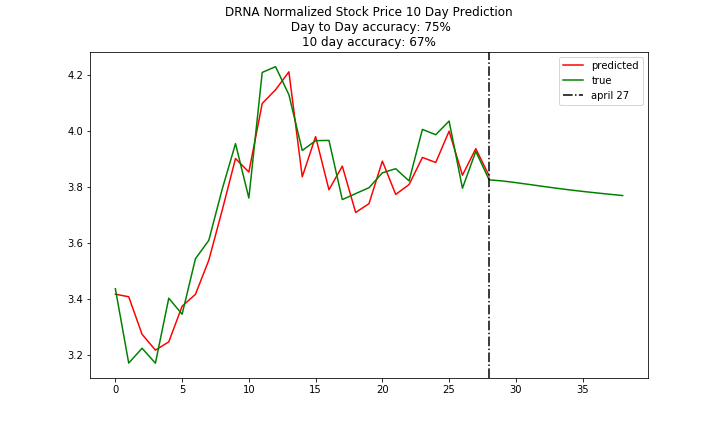 DRNA Normalized Stock Price 10 Day Prediction
Day to Day accuracy: 75%
10 day accuracy: 67%
predicted
true
april 27
4.2
4.0
3.8
3.6
3.4
3.2
0 5 10 15 20 25 30 35